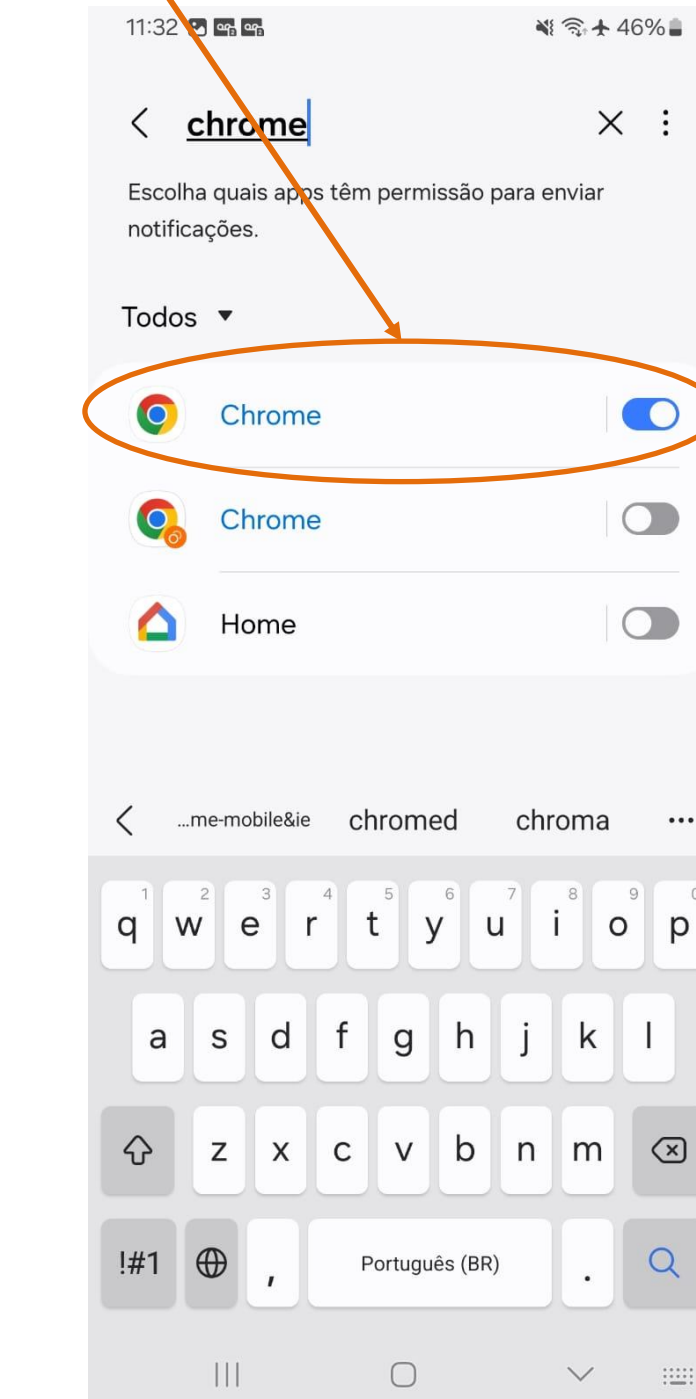 11:32
46%
chrome
Escolha quais apps têm permissão para enviar
notificações.
Todos
Chrome
Chrome
Home
...me-mobile&ie chromed chroma
1 2 3 4 5 6 7 8 9 0
q w e r t y u i o p
a s d f g h j k l
z x c v b n m
!#1 , Português (BR) .